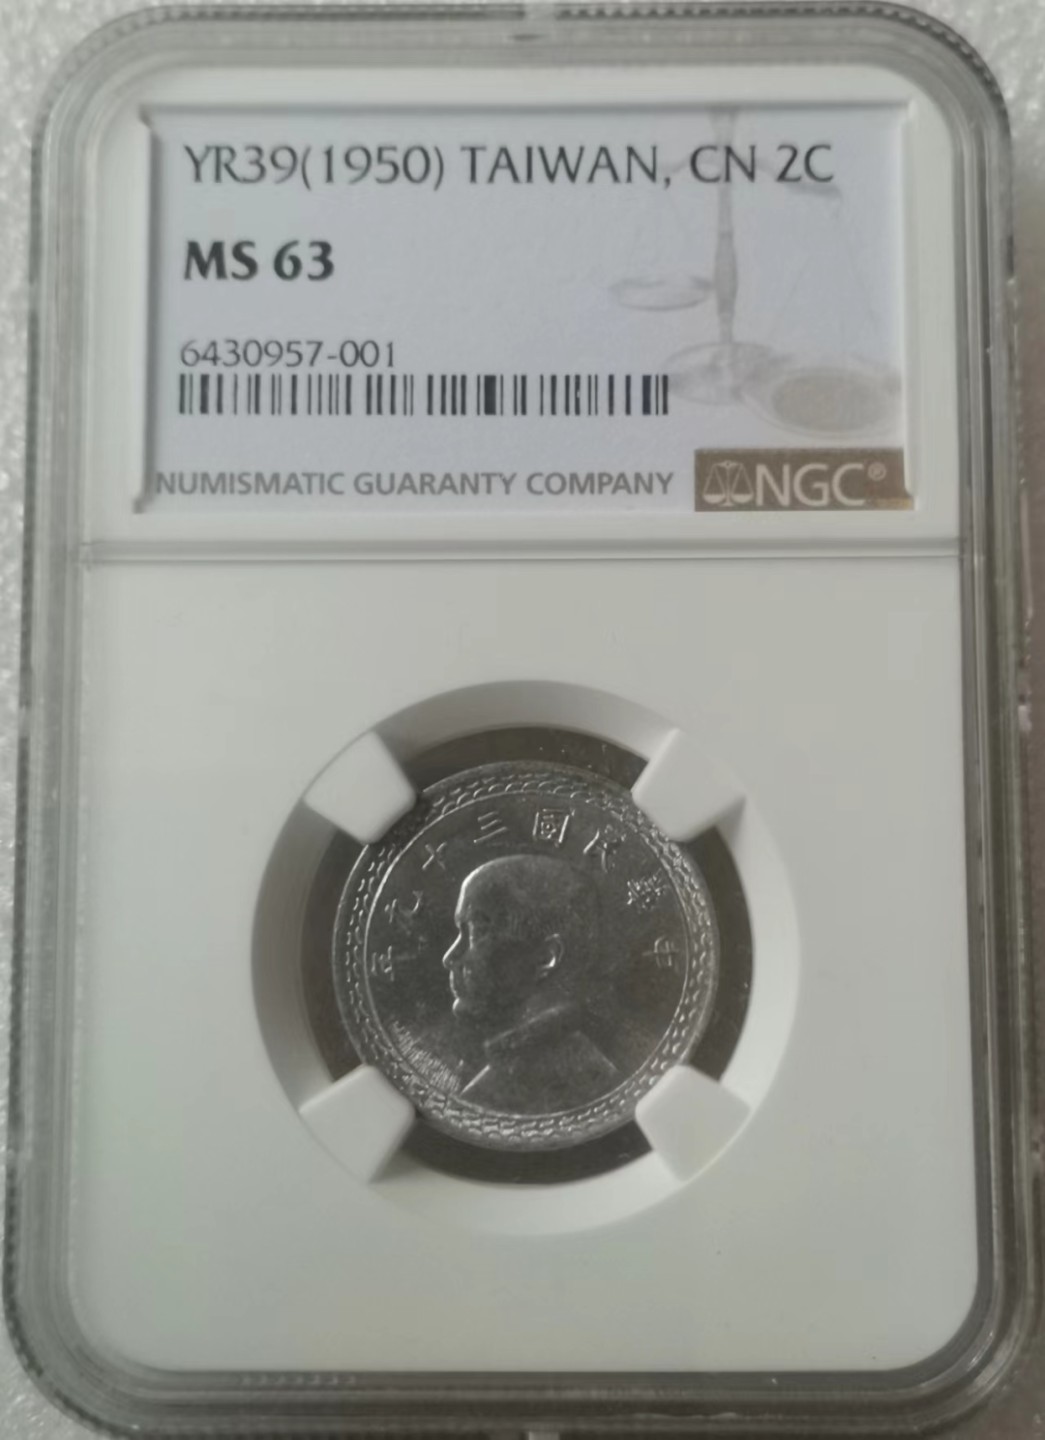 YR39(1950) TAIWAN, CN 2C
MS 63
6430957-001
NUMISMATIC GUARANTY COMPANY
NGC®
年九十三國民華中